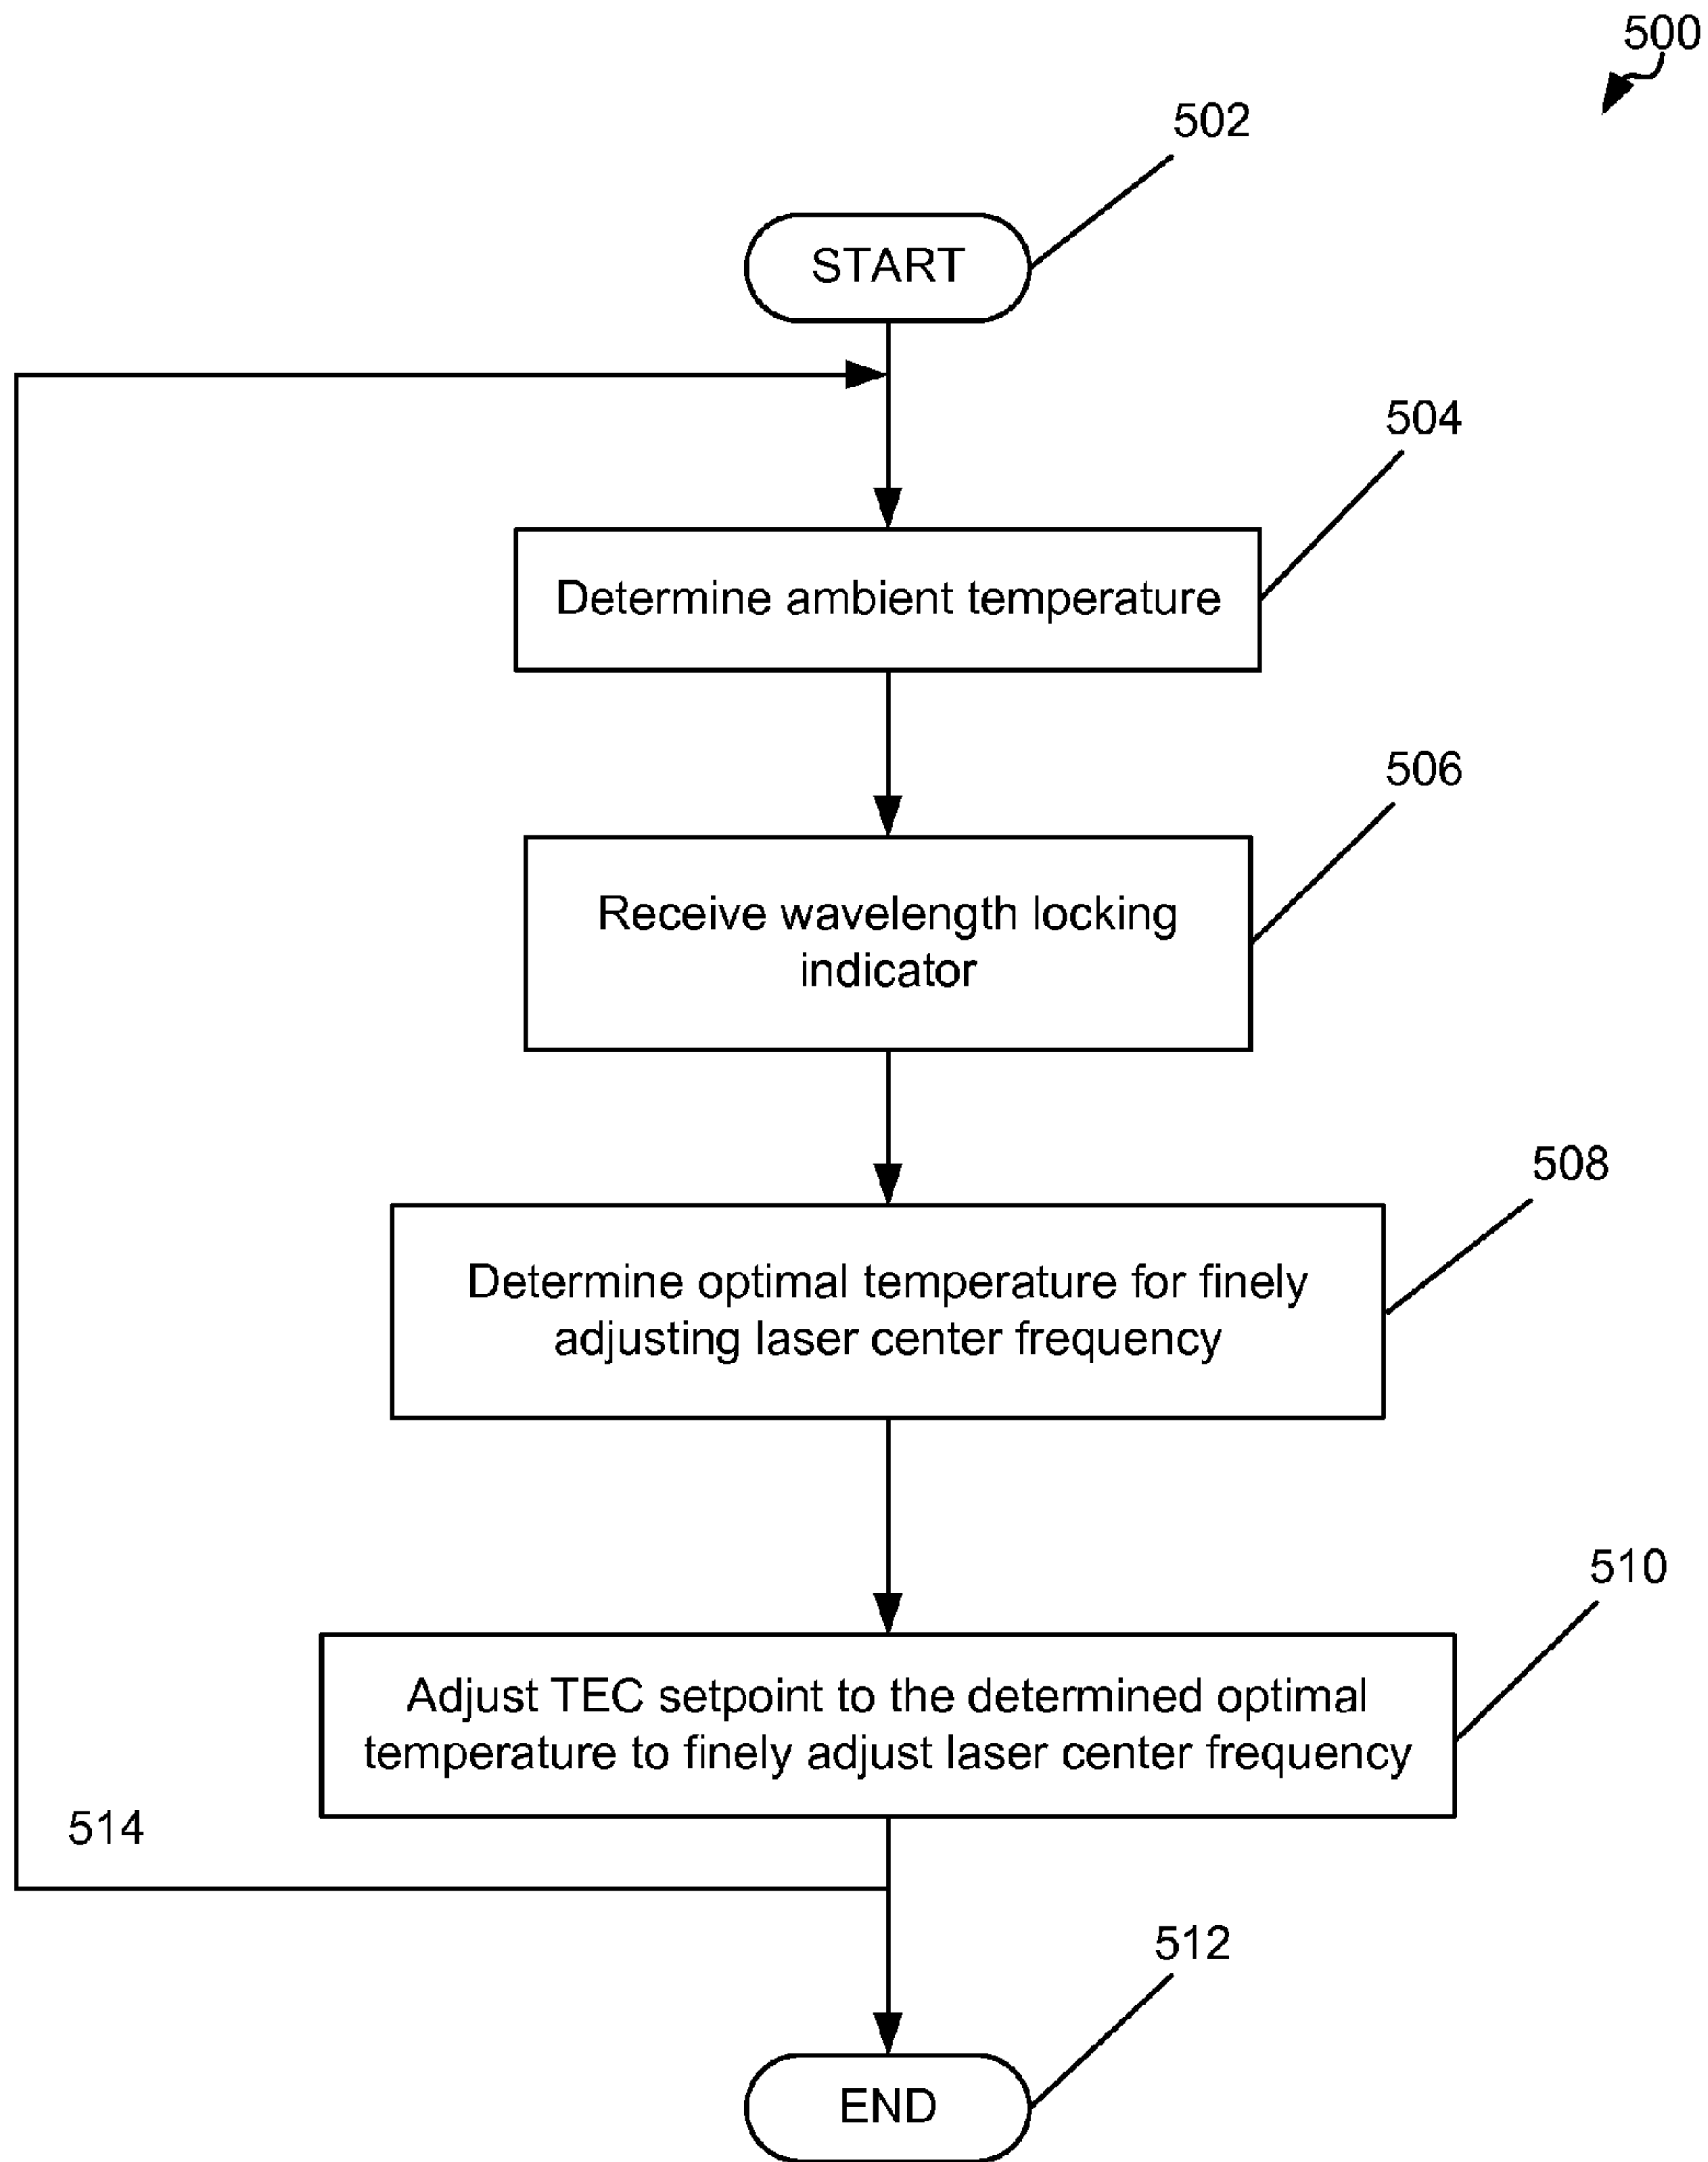 500
502
START
504
Determine ambient temperature
506
Receive wavelength locking
indicator
508
Determine optimal temperature for finely
adjusting laser center frequency
510
Adjust TEC setpoint to the determined optimal
temperature to finely adjust laser center frequency
514
512
END